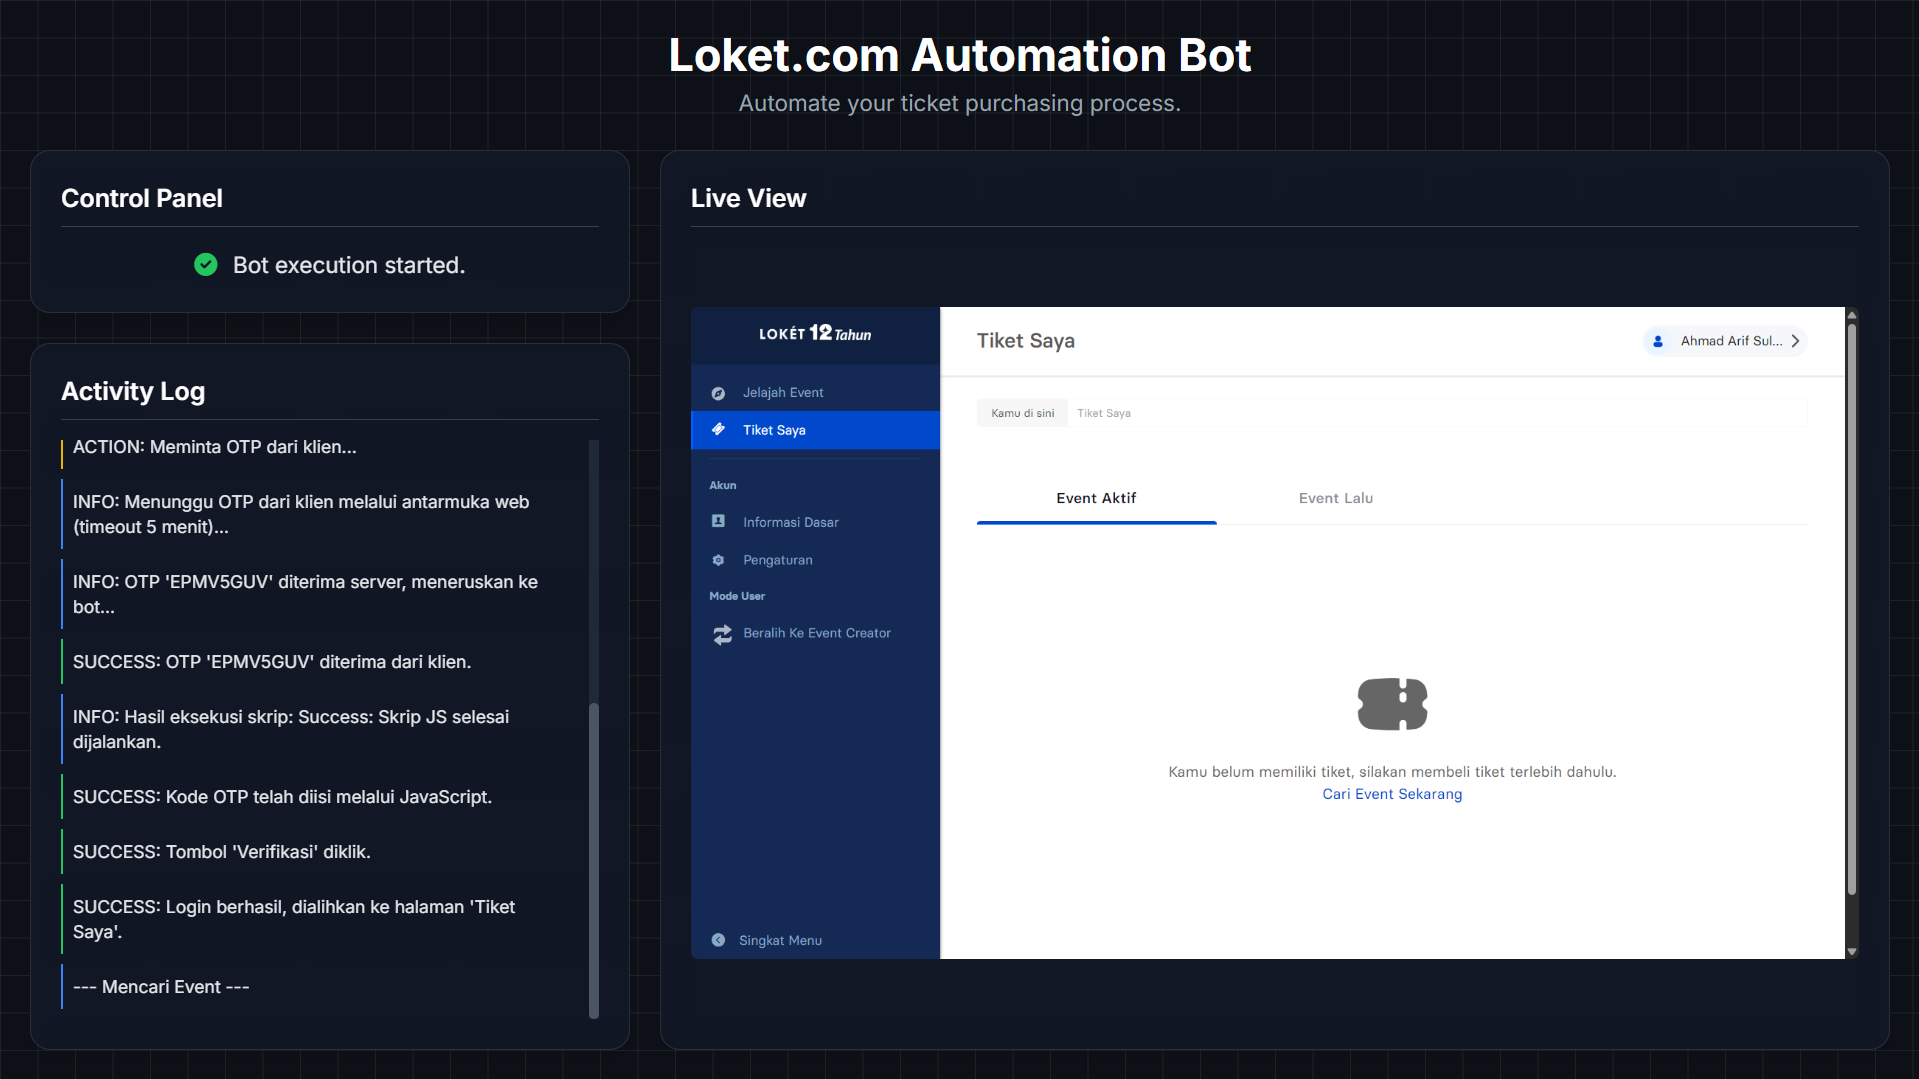 Loket.com Automation Bot
Automate your ticket purchasing process.
Control Panel
Bot execution started.
Activity Log
ACTION: Meminta OTP dari klien...
INFO: Menunggu OTP dari klien melalui antarmuka web
(timeout 5 menit)...
INFO: OTP 'EPMV5GUV' diterima server, meneruskan ke
bot...
SUCCESS: OTP 'EPMV5GUV' diterima dari klien.
INFO: Hasil eksekusi skrip: Success: Skrip JS selesai
dijalankan.
SUCCESS: Kode OTP telah diisi melalui JavaScript.
SUCCESS: Tombol 'Verifikasi' diklik.
SUCCESS: Login berhasil, dialihkan ke halaman 'Tiket
Saya'.
--- Mencari Event ---
Live View
LOKÉT 12 Tahun
Jelajah Event
Tiket Saya
Akun
Informasi Dasar
Pengaturan
Mode User
Beralih Ke Event Creator
Singkat Menu
Tiket Saya
Ahmad Arif Sul...
Kamu di sini
Tiket Saya
Event Aktif
Event Lalu
Kamu belum memiliki tiket, silakan membeli tiket terlebih dahulu.
Cari Event Sekarang